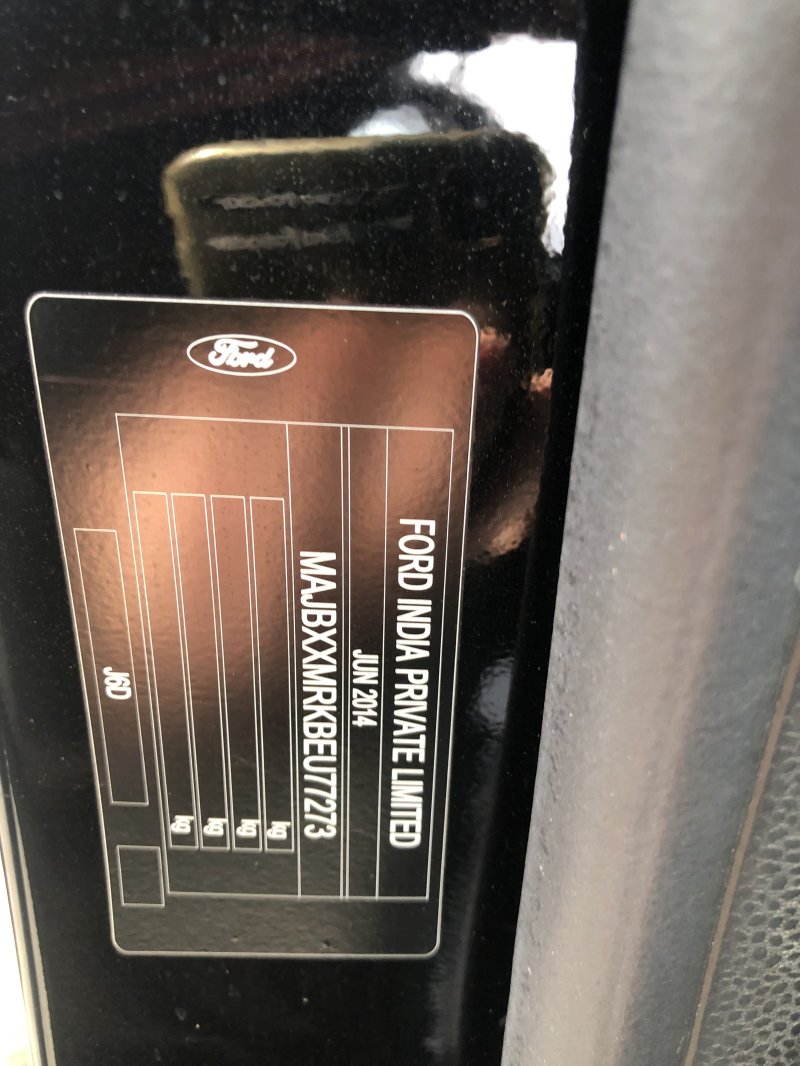 Ford
FORD INDIA PRIVATE LIMITED
JUN 2014
MAJBXXMRKBEU77273
kg
kg
kg
kg
J6D